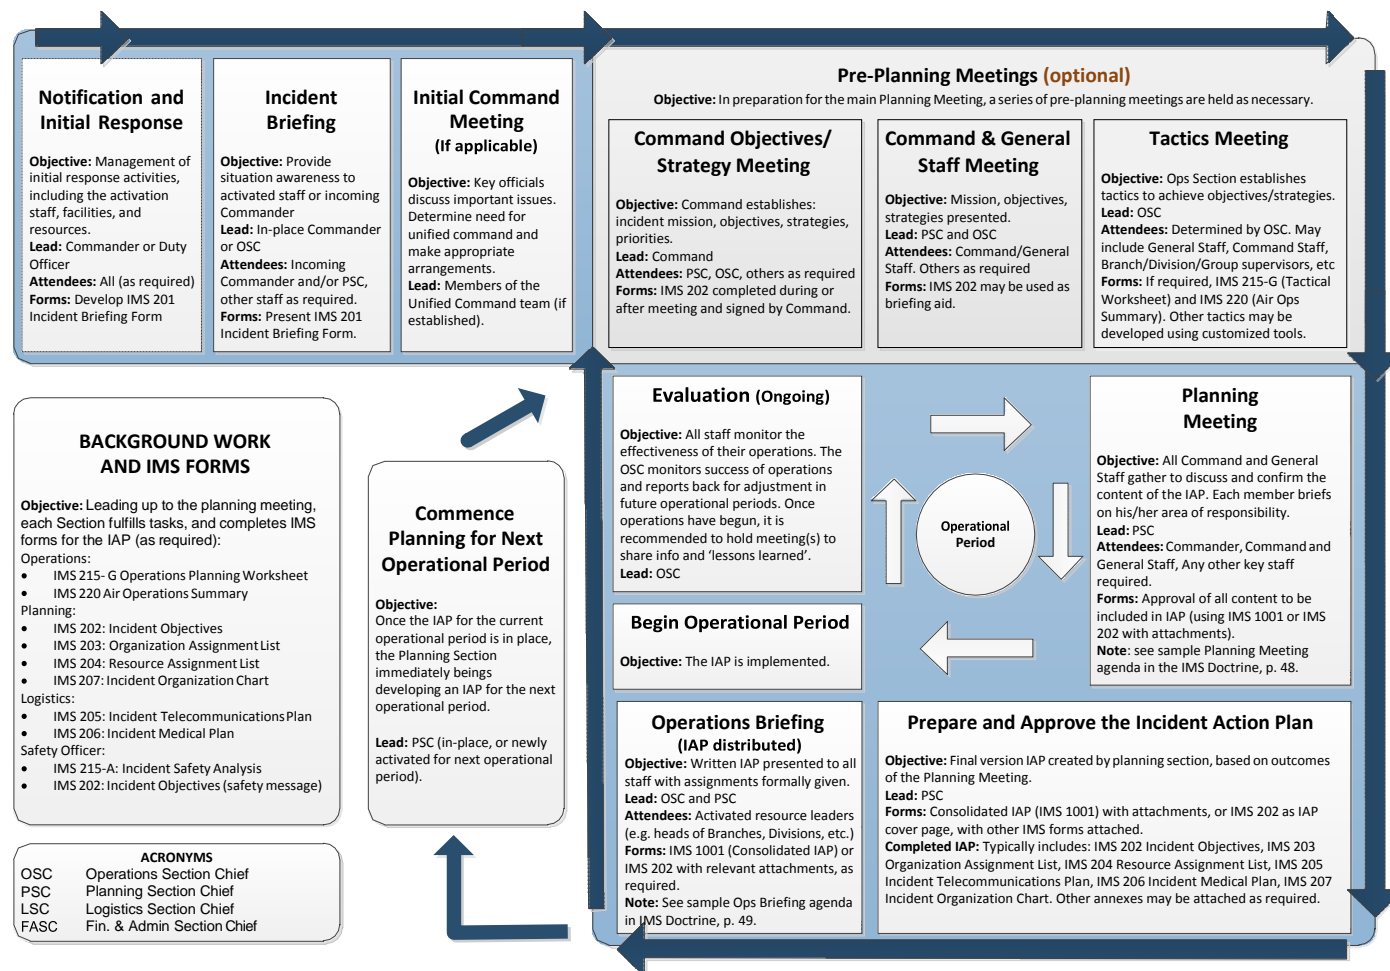 Notification and
Initial Response
Objective: Management of
initial response activities,
including the activation
staff, facilities, and
resources.
Lead: Commander or Duty
Officer
Attendees: All (as required)
Forms: Develop IMS 201
Incident Briefing Form
Incident
Briefing
Objective: Provide
situation awareness to
activated staff or incoming
Commander
Lead: In-place Commander
or OSC
Attendees: Incoming
Commander and/or PSC,
other staff as required.
Forms: Present IMS 201
Incident Briefing Form.
Initial Command
Meeting
(If applicable)
Objective: Key officials
discuss important issues.
Determine need for
unified command and
make appropriate
arrangements.
Lead: Members of the
Unified Command team (if
established).
Pre-Planning Meetings (optional)
Objective: In preparation for the main Planning Meeting, a series of pre-planning meetings are held as necessary.
Command Objectives/
Strategy Meeting
Objective: Command establishes:
incident mission, objectives, strategies,
priorities.
Lead: Command
Attendees: PSC, OSC, others as required
Forms: IMS 202 completed during or
after meeting and signed by Command.
Command & General
Staff Meeting
Objective: Mission, objectives,
strategies presented.
Lead: PSC and OSC
Attendees: Command/General
Staff. Others as required
Forms: IMS 202 may be used as
briefing aid.
Tactics Meeting
Objective: Ops Section establishes
tactics to achieve objectives/strategies.
Lead: OSC
Attendees: Determined by OSC. May
include General Staff, Command Staff,
Branch/Division/Group supervisors, etc
Forms: If required, IMS 215-G (Tactical
Worksheet) and IMS 220 (Air Ops
Summary). Other tactics may be
developed using customized tools.
BACKGROUND WORK
AND IMS FORMS
Objective: Leading up to the planning meeting,
each Section fulfills tasks, and completes IMS
forms for the IAP (as required):
Operations:
• IMS 215- G Operations Planning Worksheet
• IMS 220 Air Operations Summary
Planning:
• IMS 202: Incident Objectives
• IMS 203: Organization Assignment List
• IMS 204: Resource Assignment List
• IMS 207: Incident Organization Chart
Logistics:
• IMS 205: Incident Telecommunications Plan
• IMS 206: Incident Medical Plan
Safety Officer:
• IMS 215-A: Incident Safety Analysis
• IMS 202: Incident Objectives (safety message)
ACRONYMS
OSC Operations Section Chief
PSC Planning Section Chief
LSC Logistics Section Chief
FASC Fin. & Admin Section Chief
Commence
Planning for Next
Operational Period
Objective:
Once the IAP for the current
operational period is in place,
the Planning Section
immediately beings
developing an IAP for the next
operational period.
Lead: PSC (in-place, or newly
activated for next operational
period).
Evaluation (Ongoing)
Objective: All staff monitor the
effectiveness of their operations. The
OSC monitors success of operations
and reports back for adjustment in
future operational periods. Once
operations have begun, it is
recommended to hold meeting(s) to
share info and ‘lessons learned’.
Lead: OSC
Begin Operational Period
Objective: The IAP is implemented.
Operational
Period
Planning
Meeting
Objective: All Command and General
Staff gather to discuss and confirm the
content of the IAP. Each member briefs
on his/her area of responsibility.
Lead: PSC
Attendees: Commander, Command and
General Staff, Any other key staff
required.
Forms: Approval of all content to be
included in IAP (using IMS 1001 or IMS
202 with attachments).
Note: see sample Planning Meeting
agenda in the IMS Doctrine, p. 48.
Operations Briefing
(IAP distributed)
Objective: Written IAP presented to all
staff with assignments formally given.
Lead: OSC and PSC
Attendees: Activated resource leaders
(e.g. heads of Branches, Divisions, etc.)
Forms: IMS 1001 (Consolidated IAP) or
IMS 202 with relevant attachments, as
required.
Note: See sample Ops Briefing agenda
in IMS Doctrine, p. 49.
Prepare and Approve the Incident Action Plan
Objective: Final version IAP created by planning section, based on outcomes
of the Planning Meeting.
Lead: PSC
Forms: Consolidated IAP (IMS 1001) with attachments, or IMS 202 as IAP
cover page, with other IMS forms attached.
Completed IAP: Typically includes: IMS 202 Incident Objectives, IMS 203
Organization Assignment List, IMS 204 Resource Assignment List, IMS 205
Incident Telecommunications Plan, IMS 206 Incident Medical Plan, IMS 207
Incident Organization Chart. Other annexes may be attached as required.